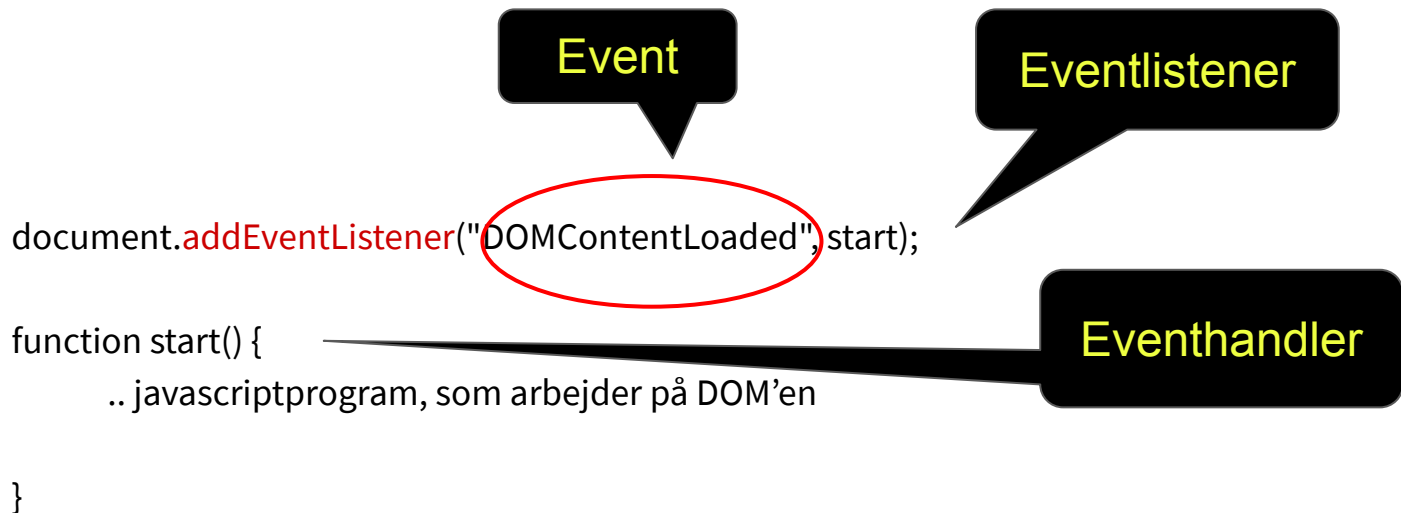 Event
Eventlistener
document.addEventListener("DOMContentLoaded", start);
function start() {
Eventhandler
.. javascriptprogram, som arbejder på DOM’en
}